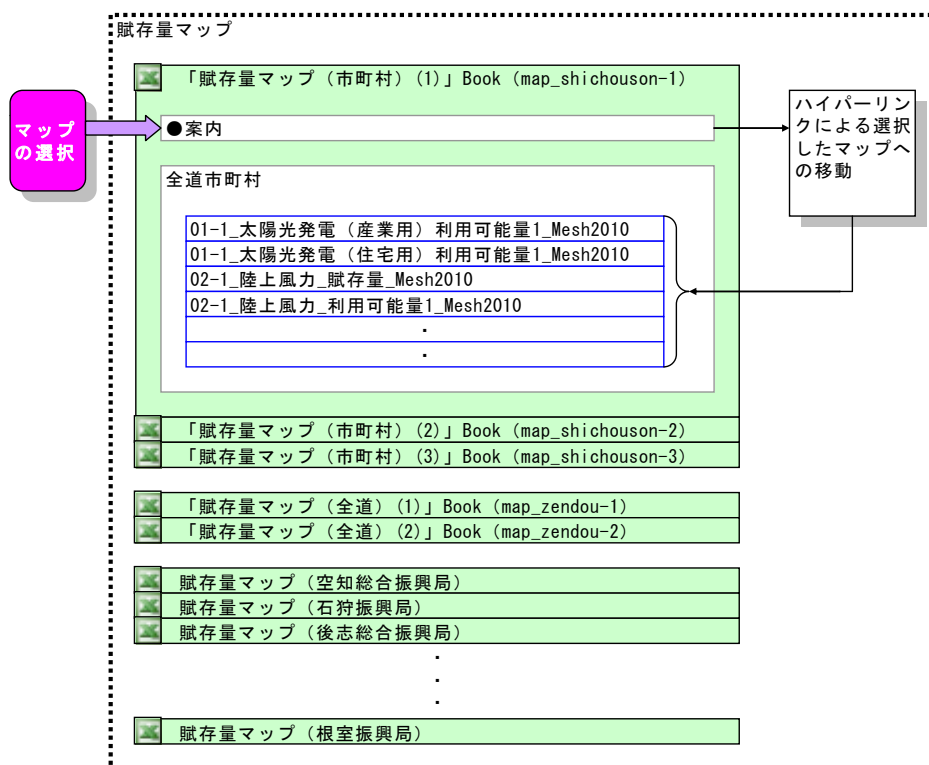 賦存量マップ
「賦存量マップ（市町村）(1)」Book（map_shichouson-1）
マップ
の選択
●案内
ハイパーリン
クによる選択
したマップへ
の移動
全道市町村
01-1_太陽光発電（産業用）利用可能量1_Mesh2010
01-1_太陽光発電（住宅用）利用可能量1_Mesh2010
02-1_陸上風力_賦存量_Mesh2010
02-1_陸上風力_利用可能量1_Mesh2010
・
・
「賦存量マップ（市町村）(2)」Book（map_shichouson-2）
「賦存量マップ（市町村）(3)」Book（map_shichouson-3）
「賦存量マップ（全道）(1)」Book（map_zendou-1）
「賦存量マップ（全道）(2)」Book（map_zendou-2）
賦存量マップ（空知総合振興局）
賦存量マップ（石狩振興局）
賦存量マップ（後志総合振興局）
・
・
・
賦存量マップ（根室振興局）